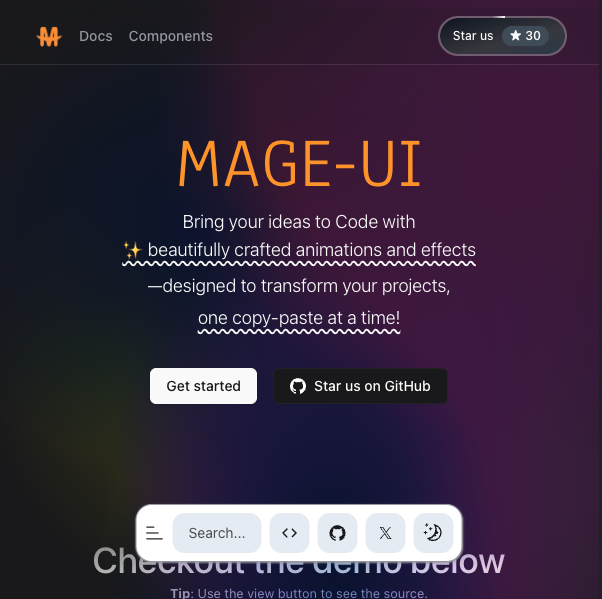 M Docs Components Star us ★ 30
MAGE-UI
Bring your ideas to Code with
✨ beautifully crafted animations and effects
—designed to transform your projects,
one copy-paste at a time!
Get started Star us on GitHub
Search...
Checkout the demo below
Tip: Use the view button to see the source.